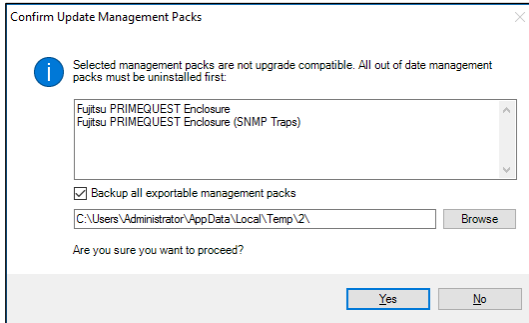 Confirm Update Management Packs
Selected management packs are not upgrade compatible. All out of date management
packs must be uninstalled first:
Fujitsu PRIMEQUEST Enclosure
Fujitsu PRIMEQUEST Enclosure (SNMP Traps)
Backup all exportable management packs
C:\Users\Administrator\AppData\Local\Temp\2\
Browse
Are you sure you want to proceed?
Yes
No